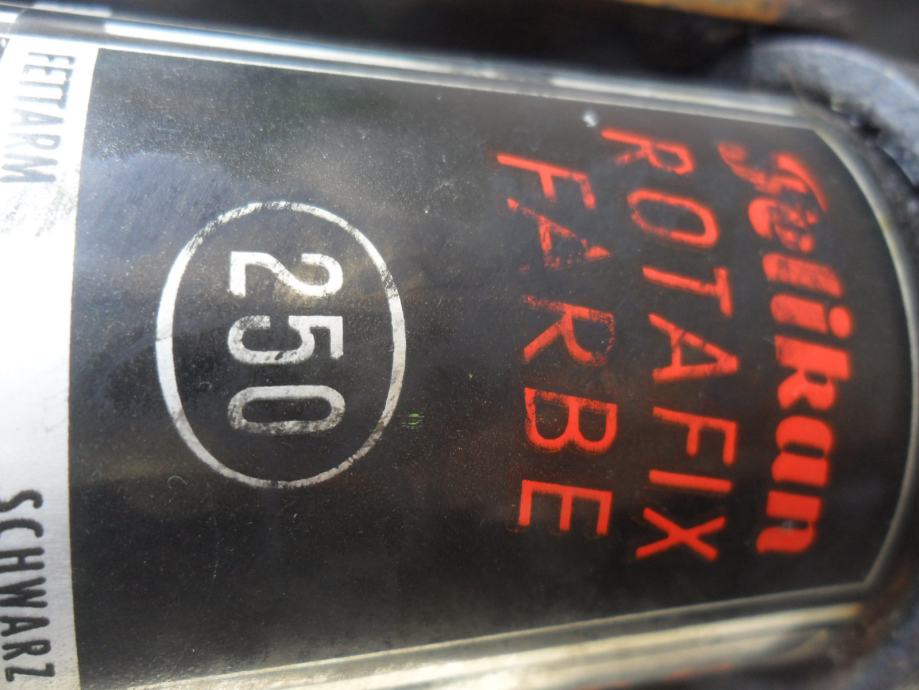 Pelikan
ROTAFIX
FARBE
250
FETTARM
SCHWARZ